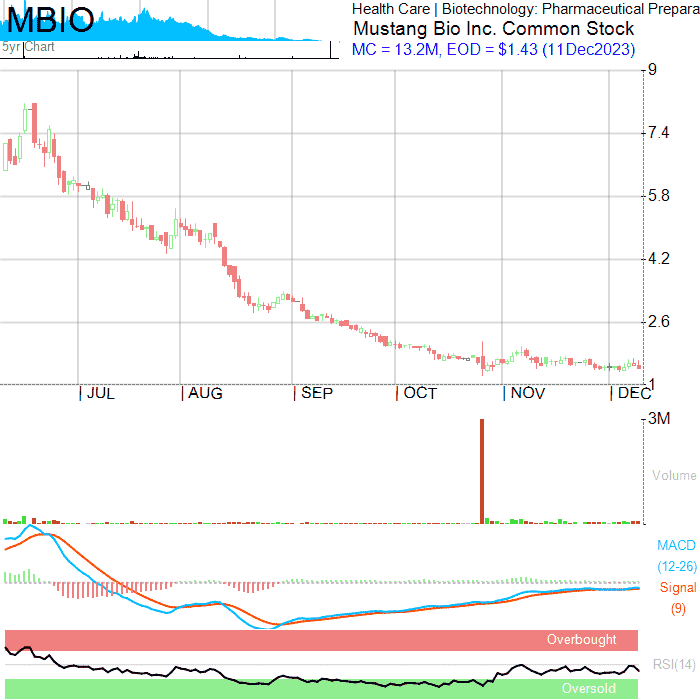 MBIO
5yr Chart
Health Care | Biotechnology: Pharmaceutical Prepara
Mustang Bio Inc. Common Stock
MC = 13.2M, EOD = $1.43 (11Dec2023)
9
7.4
5.8
4.2
2.6
1
JUL AUG SEP OCT NOV DEC
3M
Volume
MACD
(12-26)
Signal
(9)
Overbought
RSI(14)
Oversold